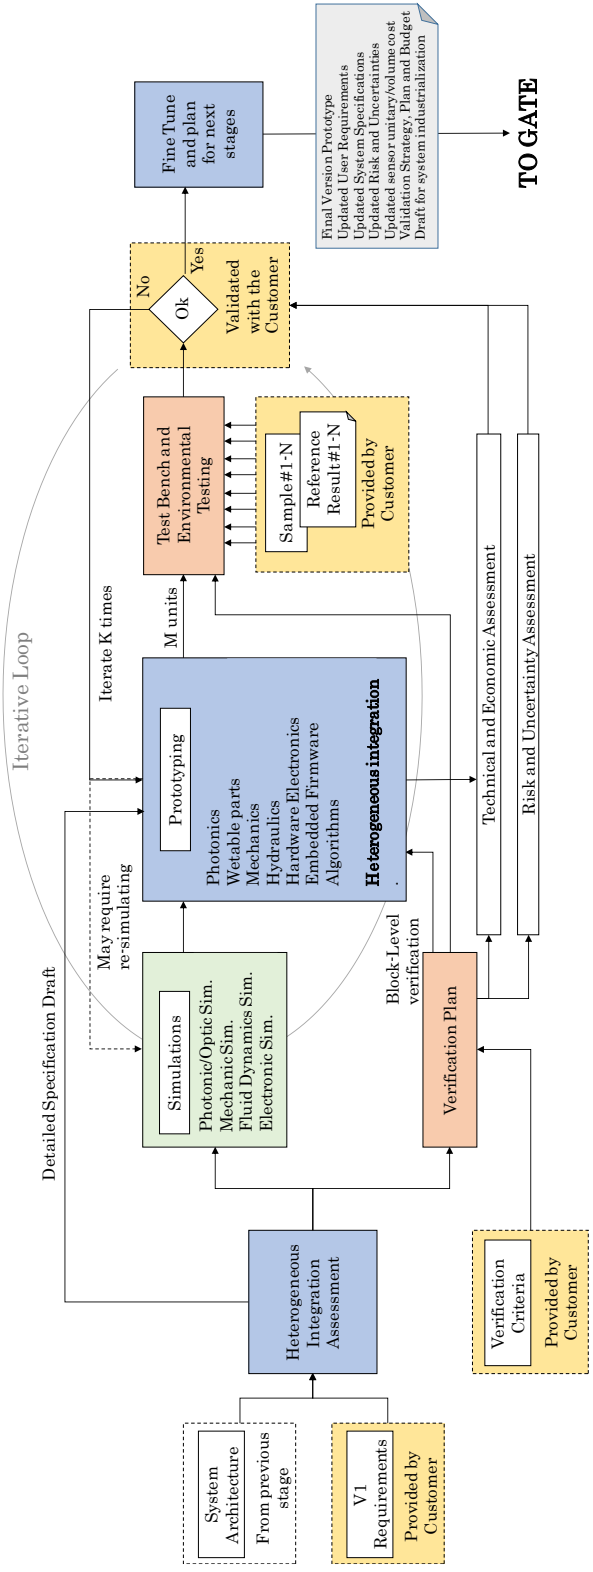 System
Architecture
From previous
stage
V1
Requirements
Provided by
Customer
Heterogeneous
Integration
Assessment
Verification
Criteria
Provided by
Customer
Detailed Specification Draft
Simulations
Photonic/Optic Sim.
Mechanic Sim.
Fluid Dynamics Sim.
Electronic Sim.
Verification Plan
May require
re-simulating
Block-Level
verification
Iterative Loop
Iterate K times
Prototyping
Photonics
Wetable parts
Mechanics
Hydraulics
Hardware Electronics
Embedded Firmware
Algorithms
Heterogeneous integration
.
M units
Technical and Economic Assessment
Risk and Uncertainty Assessment
Test Bench and
Environmental
Testing
Sample #1-N
Reference
Result #1-N
Provided by
Customer
No
Ok
Yes
Validated
with the
Customer
Fine Tune
and plan
for next
stages
Final Version Prototype
Updated User Requirements
Updated System Specifications
Updated Risk and Uncertainties
Updated sensor unitary/volume cost
Validation Strategy, Plan and Budget
Draft for system industrialization
TO GATE